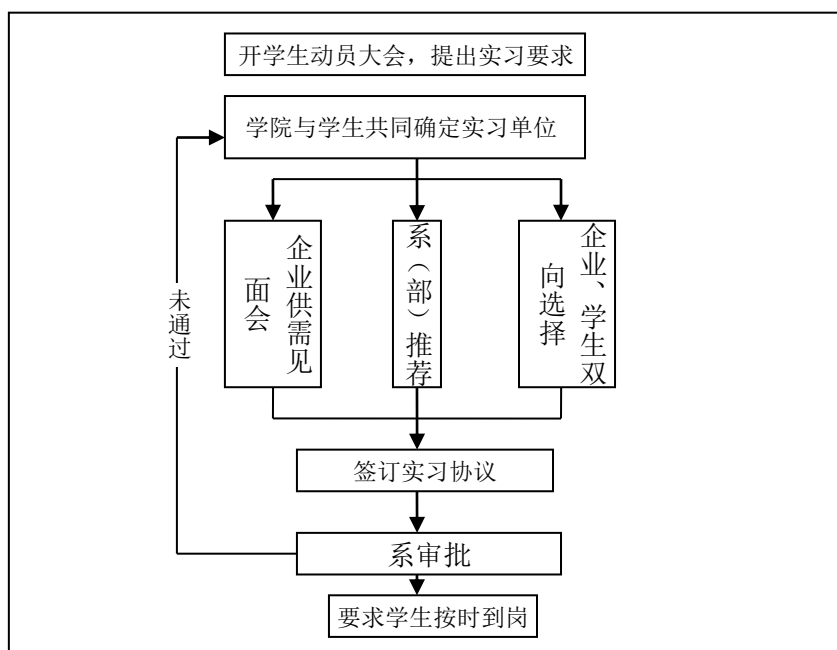 开学生动员大会，提出实习要求
学院与学生共同确定实习单位
企业供需见
面会
系（部）推荐
企业、学生双
向选择
未通过
签订实习协议
系审批
要求学生按时到岗